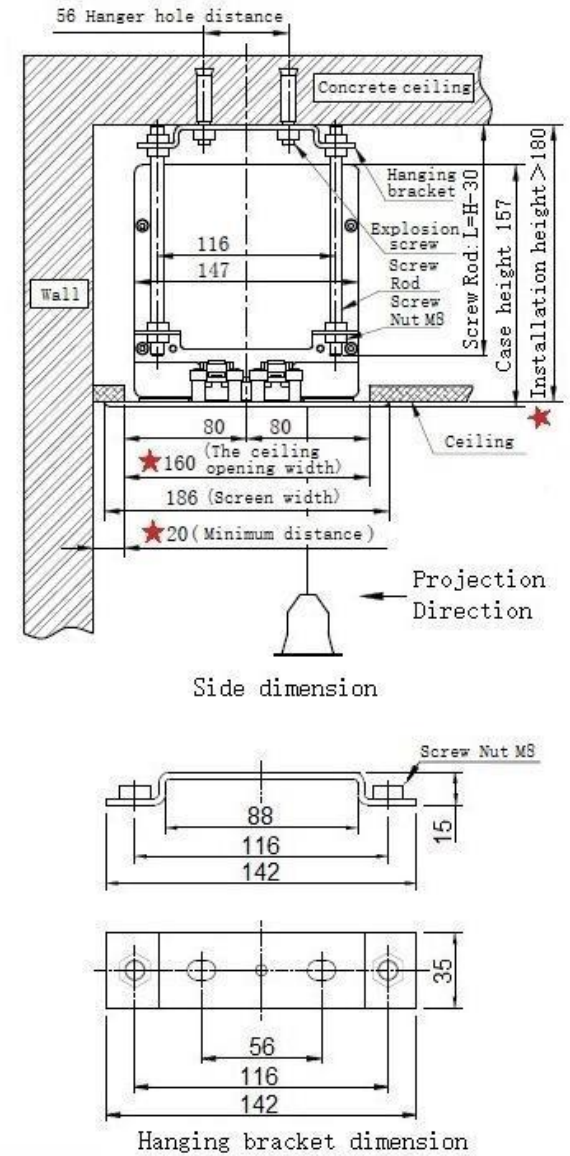 56 Hanger hole distance
Concrete ceiling
Hanging
bracket
Explosion
screw
116
147
Screw
Rod
Screw
Nut M8
Wall
Screw Rod: L=H-30
Case height 157
★Installation height>180
80
80
Ceiling
★160 (The ceiling
opening width)
186 (Screen width)
★20 (Minimum distance)
Projection
Direction
Side dimension
Screw Nut M8
88
15
116
142
35
56
116
142
Hanging bracket dimension